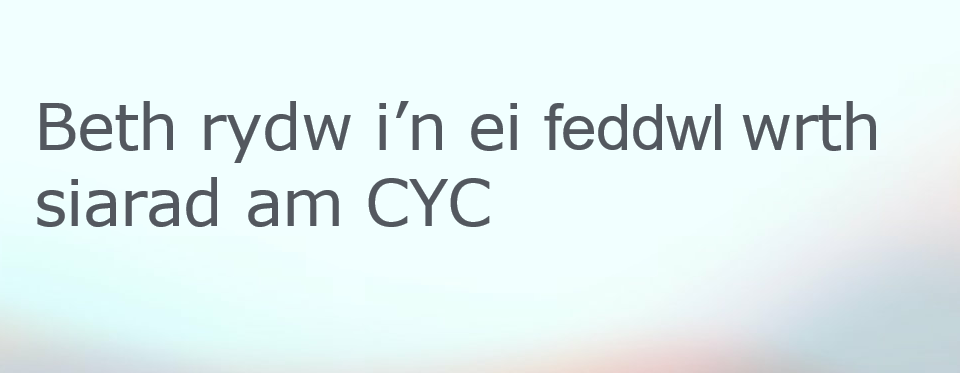 Beth rydw i’n ei feddwl wrth
siarad am CYC